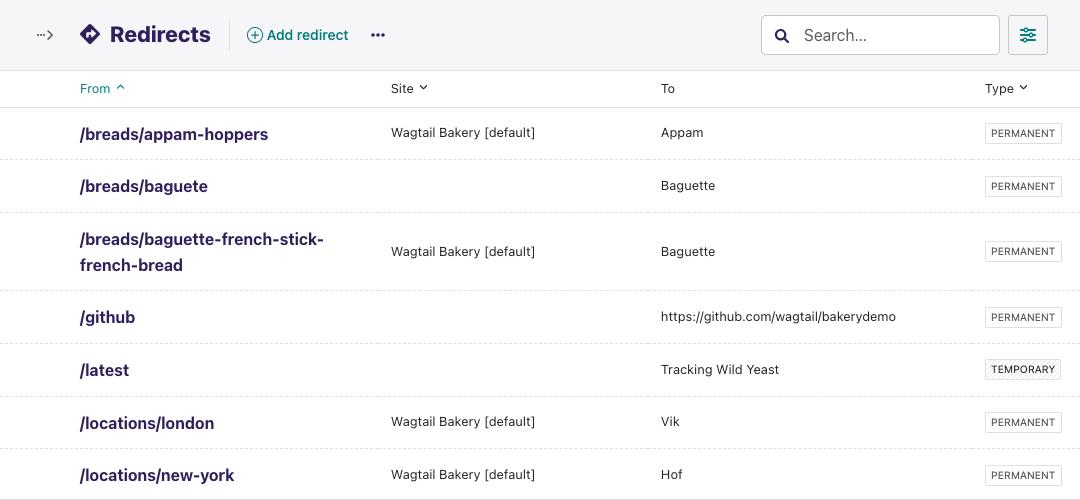 Redirects Add redirect Search...
From Site To Type
/breads/appam-hoppers Wagtail Bakery [default] Appam PERMANENT
/breads/baguete Baguette PERMANENT
/breads/baguette-french-stick-
french-bread Wagtail Bakery [default] Baguette PERMANENT
/github https://github.com/wagtail/bakerydemo PERMANENT
/latest Tracking Wild Yeast TEMPORARY
/locations/london Wagtail Bakery [default] Vik PERMANENT
/locations/new-york Wagtail Bakery [default] Hof PERMANENT